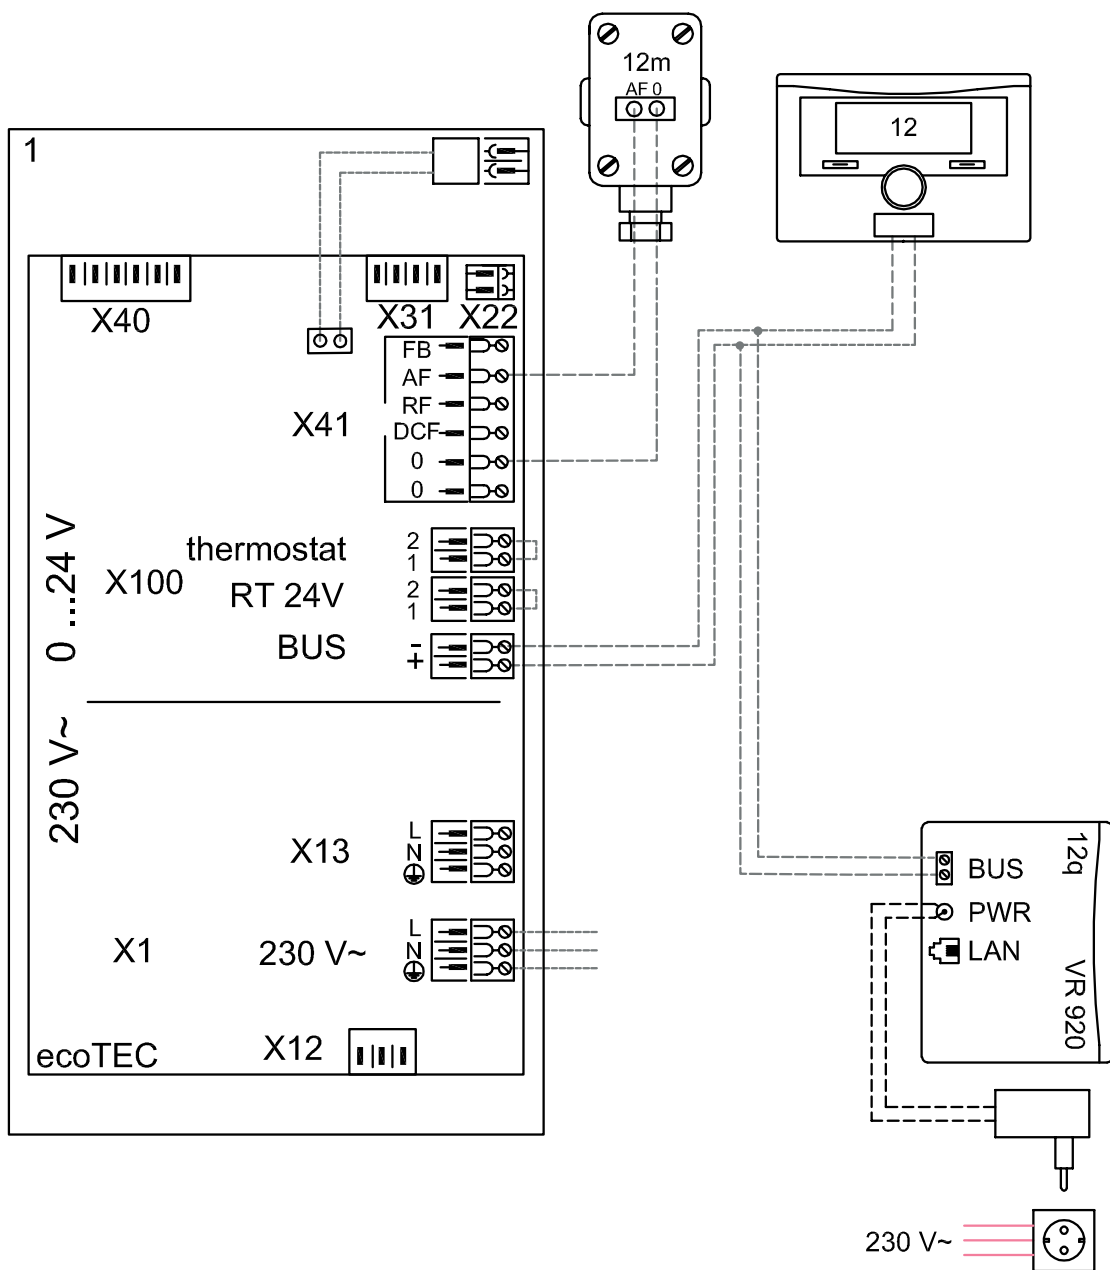 1
12m
AF 0
12
X40
X31
X22
X41
FB
AF
RF
DCF
0
0
0 ...24 V
X100
thermostat
2
1
RT 24V
2
1
BUS
-
+
230 V~
X13
L
N
X1
230 V~
L
N
ecoTEC
X12
12q
BUS
PWR
LAN
VR 920
230 V~